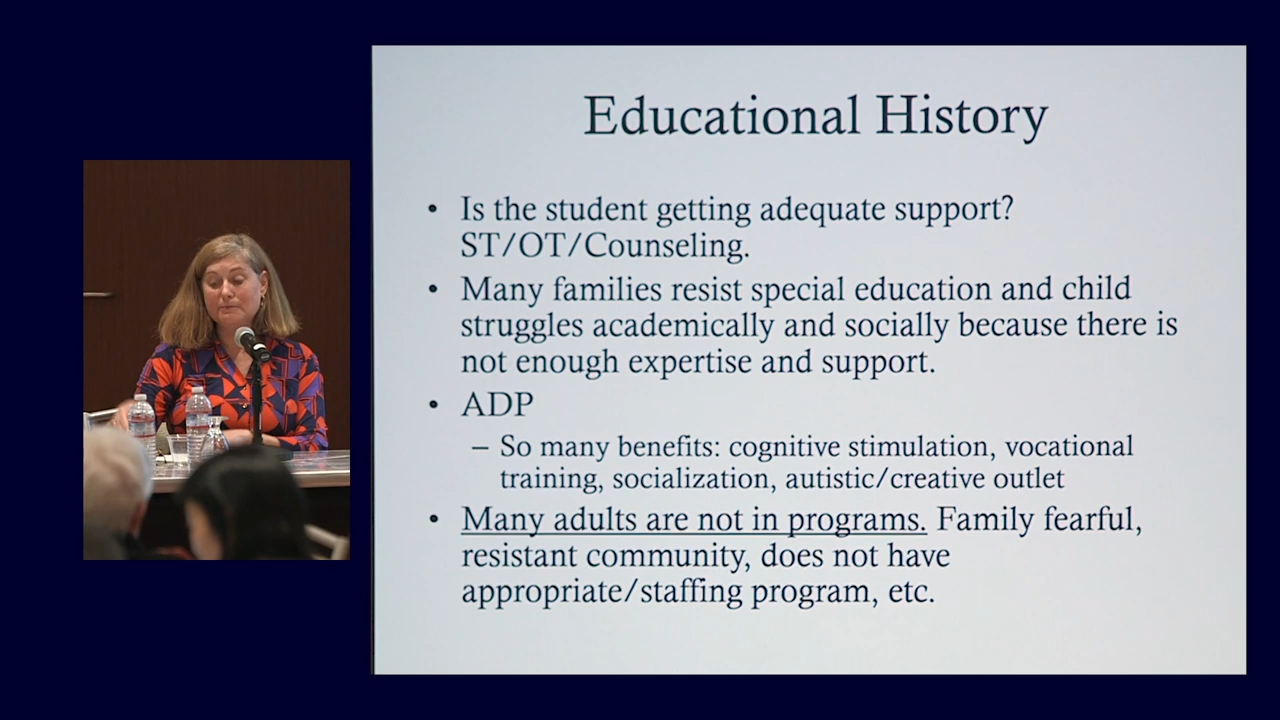 Educational History
• Is the student getting adequate support?
ST/OT/Counseling.
• Many families resist special education and child
struggles academically and socially because there is
not enough expertise and support.
• ADP
– So many benefits: cognitive stimulation, vocational
training, socialization, autistic/creative outlet
• Many adults are not in programs. Family fearful,
resistant community, does not have
appropriate/staffing program, etc.